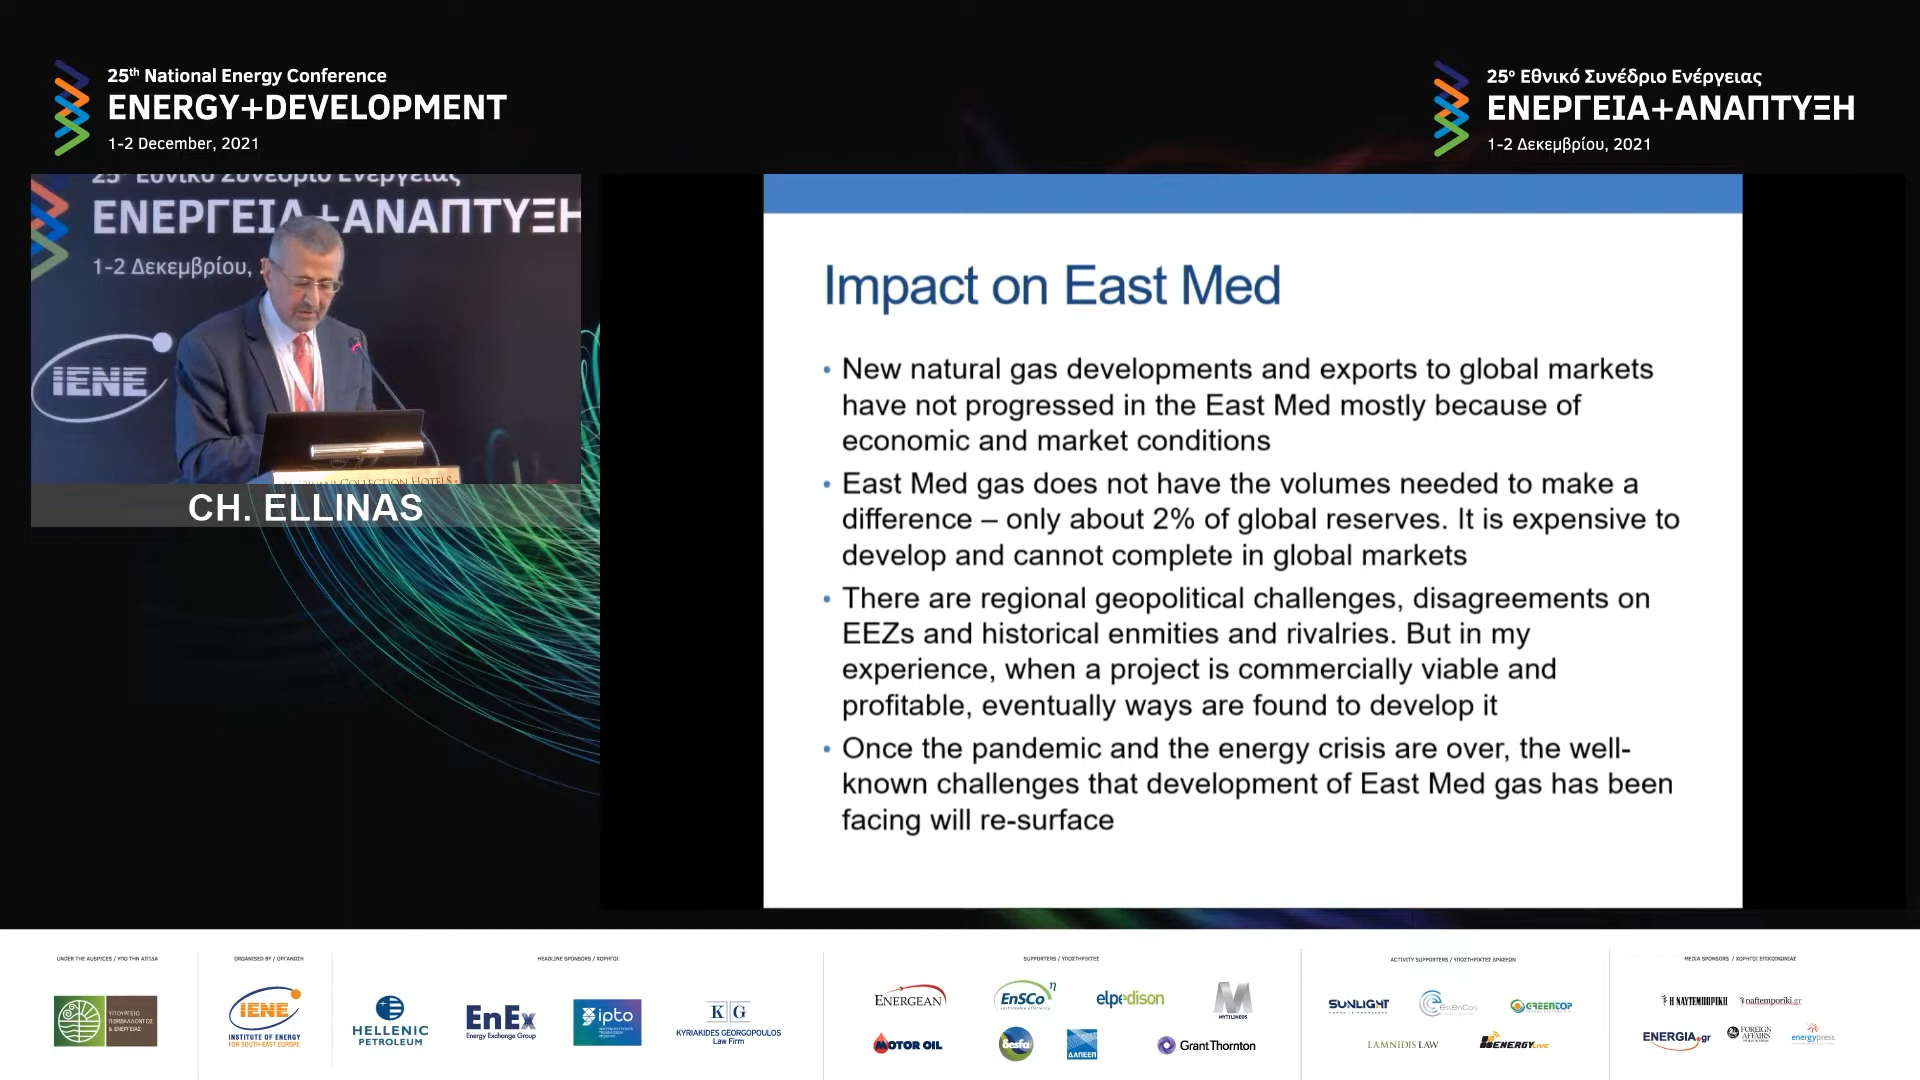 25th National Energy Conference
ENERGY+DEVELOPMENT
1-2 December, 2021
25ο Εθνικό Συνέδριο Ενέργειας
ΕΝΕΡΓΕΙΑ+ΑΝΑΠΤΥΞΗ
1-2 Δεκεμβρίου, 2021
25ο Εθνικό Συνέδριο Ενέργειας
ΕΝΕΡΓΕΙΑ+ΑΝΑΠΤΥΞΗ
1-2 Δεκεμβρίου,
IENE
COLLECTION HOTELS
CH. ELLINAS
Impact on East Med
• New natural gas developments and exports to global markets
have not progressed in the East Med mostly because of
economic and market conditions
• East Med gas does not have the volumes needed to make a
difference – only about 2% of global reserves. It is expensive to
develop and cannot complete in global markets
• There are regional geopolitical challenges, disagreements on
EEZs and historical enmities and rivalries. But in my
experience, when a project is commercially viable and
profitable, eventually ways are found to develop it
• Once the pandemic and the energy crisis are over, the well-
known challenges that development of East Med gas has been
facing will re-surface
UNDER THE AUSPICES / ΥΠΟ ΤΗΝ ΑΙΓΙΔΑ
ΥΠΟΥΡΓΕΙΟ
ΠΕΡΙΒΑΛΛΟΝΤΟΣ
& ΕΝΕΡΓΕΙΑΣ
ORGANISED BY / ΟΡΓΑΝΩΣΗ
IENE
INSTITUTE OF ENERGY
FOR SOUTH-EAST EUROPE
HEADLINE SPONSORS / ΧΟΡΗΓΟΙ
HELLENIC
PETROLEUM
EnEx
Energy Exchange Group
ipto
K G
KYRIAKIDES GEORGOPOULOS
Law Firm
SUPPORTERS / ΥΠΟΣΤΗΡΙΚΤΕΣ
ENERGEAN
EnSCo η
elpedison
MYTILINEOS
MOTOR OIL
desfa
ΔΑΠΕΕΠ
Grant Thornton
ACTIVITY SUPPORTERS / ΥΠΟΣΤΗΡΙΚΤΕΣ ΔΡΑΣΕΩΝ
SUNLIGHT
EssEnCon
GREENTOP
LAMNIDIS LAW
ENERGY LIVE
MEDIA SPONSORS / ΧΟΡΗΓΟΙ ΕΠΙΚΟΙΝΩΝΙΑΣ
Η ΝΑΥΤΕΜΠΟΡΙΚΗ
naftemporiki.gr
ENERGIA.gr
FOREIGN
AFFAIRS
energypress